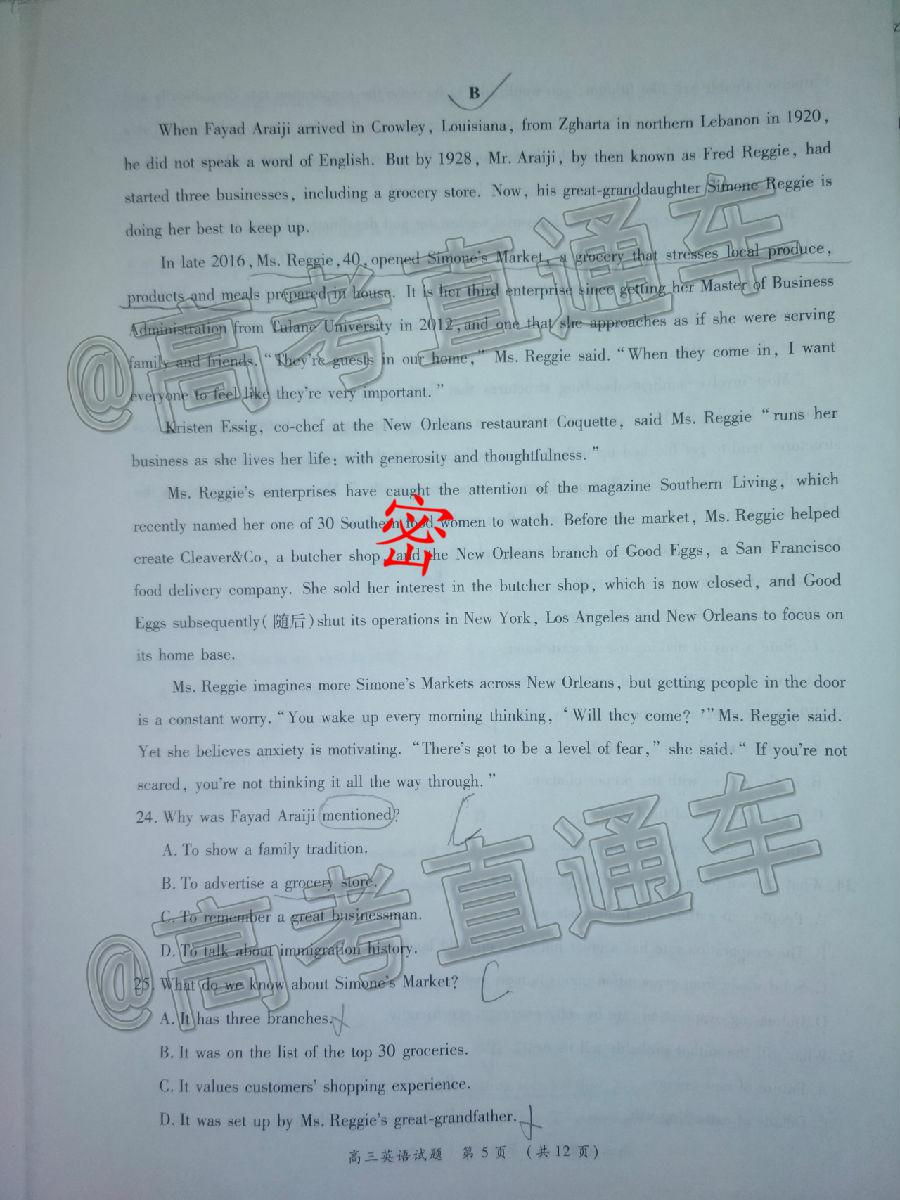 B
When Fayad Araiji arrived in Crowley, Louisiana, from Zgharta in northern Lebanon in 1920,
he did not speak a word of English. But by 1928, Mr. Araiji, by then known as Fred Reggie, had
started three businesses, including a grocery store. Now, his great-granddaughter Simone Reggie is
doing her best to keep up.
In late 2016, Ms. Reggie, 40, opened Simone's Market, a grocery that stresses local produce,
products and meals prepared in house. It is her third enterprise since getting her Master of Business
Administration from Tulane University in 2012, and one that she approaches as if she were serving
family and friends. "They're guests in our home," Ms. Reggie said. "When they come in, I want
everyone to feel like they're very important."
Kristen Essig, co-chef at the New Orleans restaurant Coquette, said Ms. Reggie "runs her
business as she lives her life: with generosity and thoughtfulness."
Ms. Reggie's enterprises have caught the attention of the magazine Southern Living, which
recently named her one of 30 Southern food women to watch. Before the market, Ms. Reggie helped
create Cleaver&Co, a butcher shop, and the New Orleans branch of Good Eggs, a San Francisco
food delivery company. She sold her interest in the butcher shop, which is now closed, and Good
Eggs subsequently(随后)shut its operations in New York, Los Angeles and New Orleans to focus on
its home base.
Ms. Reggie imagines more Simone's Markets across New Orleans, but getting people in the door
is a constant worry. "You wake up every morning thinking, 'Will they come?'" Ms. Reggie said.
Yet she believes anxiety is motivating. "There's got to be a level of fear," she said. "If you're not
scared, you're not thinking it all the way through."
24. Why was Fayad Araiji mentioned?
A. To show a family tradition.
B. To advertise a grocery store.
C. To remember a great businessman.
D. To talk about immigration history.
25. What do we know about Simone's Market? C
A. It has three branches.
B. It was on the list of the top 30 groceries.
C. It values customers' shopping experience.
D. It was set up by Ms. Reggie's great-grandfather.
高三英语试题 第5页 (共12页)
@高考直通车
密
@高考直通车